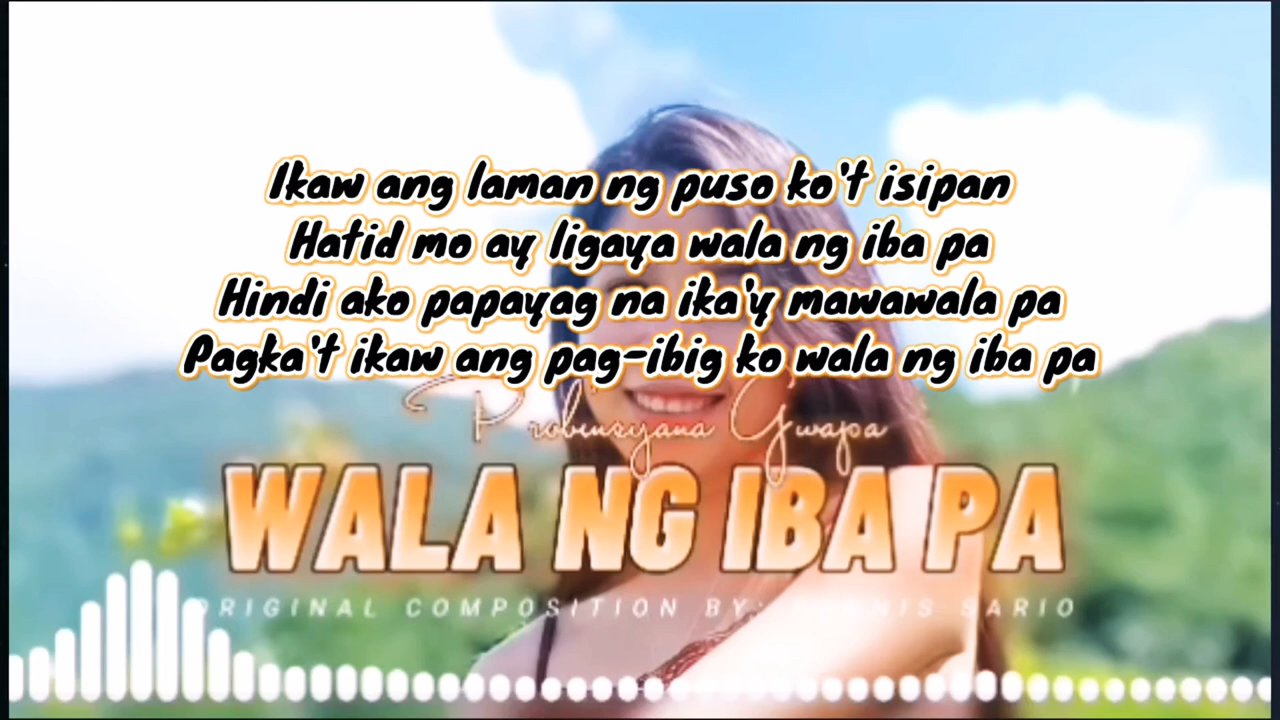 Ikaw ang laman ng puso ko't isipan
Hatid mo ay ligaya wala ng iba pa
Hindi ako papayag na ika'y mawawala pa
Pagka't ikaw ang pag-ibig ko wala ng iba pa
Probinsyana Gwapa
WALA NG IBA PA
ORIGINAL COMPOSITION BY: SARIO